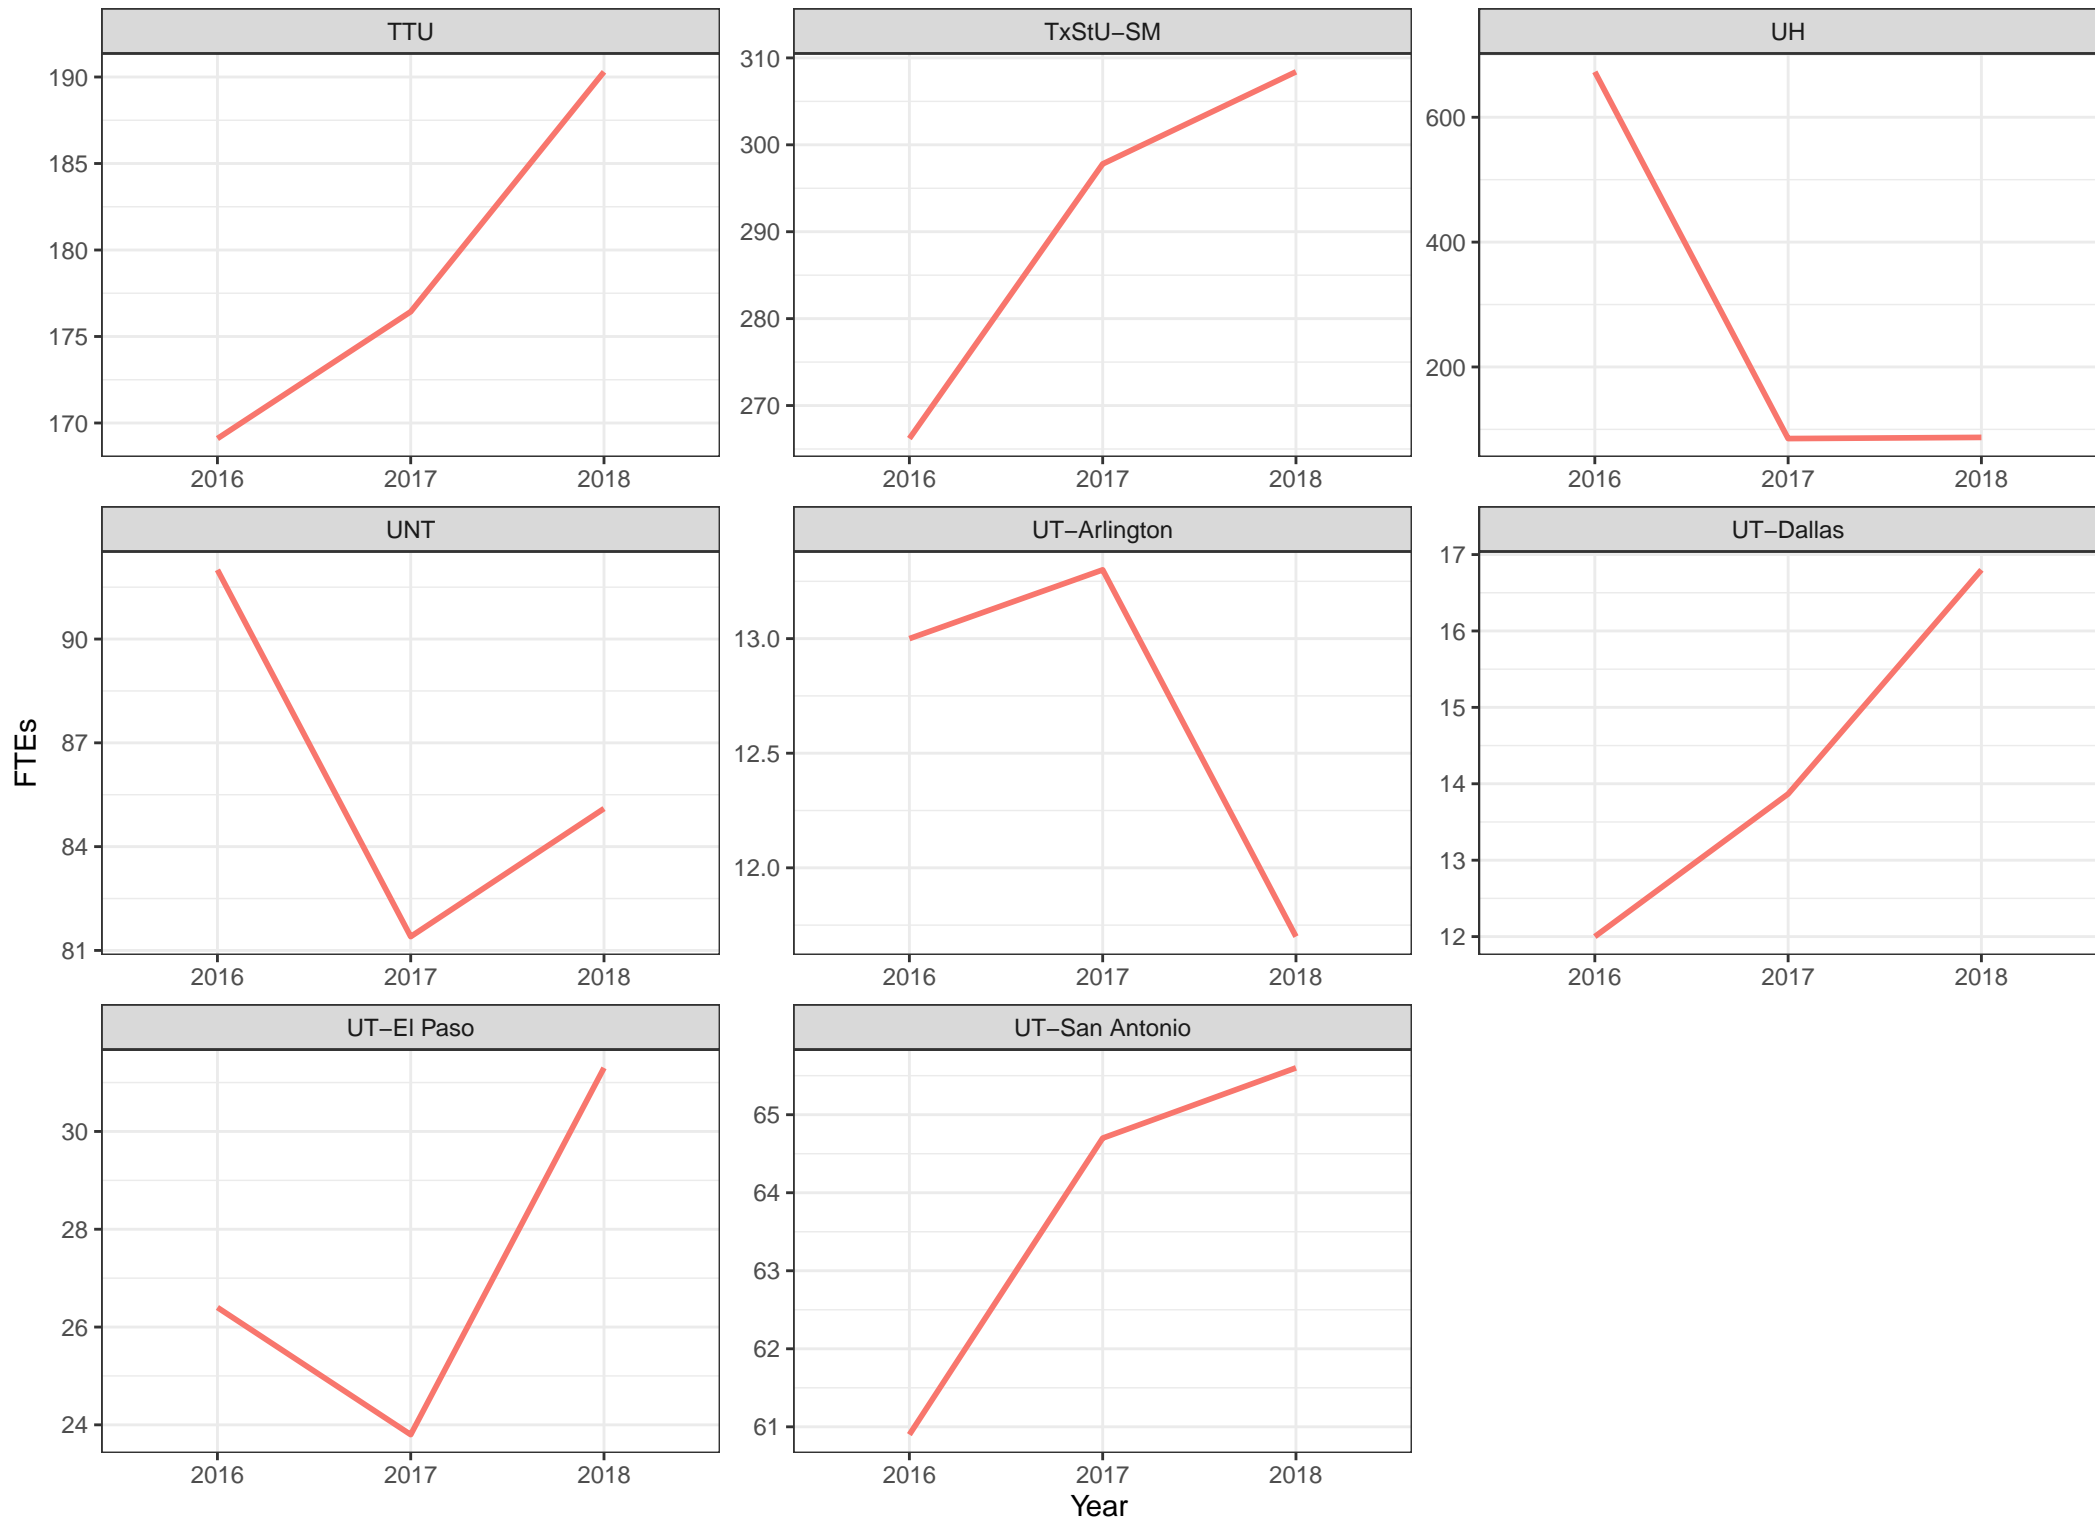 TTU
TxStU−SM
UH
190
185
180
175
170
310
300
290
280
270
600
400
200
2016 2017 2018
2016 2017 2018
2016 2017 2018
UNT
UT−Arlington
UT−Dallas
90
87
84
81
13.0
12.5
12.0
17
16
15
14
13
12
2016 2017 2018
2016 2017 2018
2016 2017 2018
UT−El Paso
UT−San Antonio
30
28
26
24
65
64
63
62
61
2016 2017 2018
2016 2017 2018
FTEs
Year